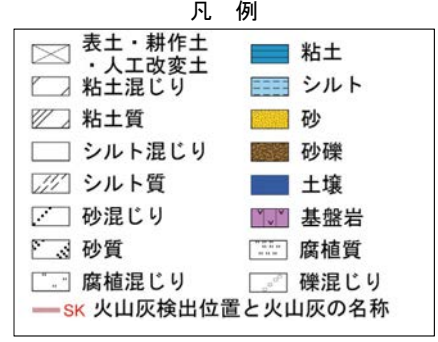 凡 例
表土・耕作土
・人工改変土
粘土混じり
粘土質
シルト混じり
シルト質
砂混じり
砂質
腐植混じり
粘土
シルト
砂
砂礫
土壌
基盤岩
腐植質
礫混じり
SK 火山灰検出位置と火山灰の名称